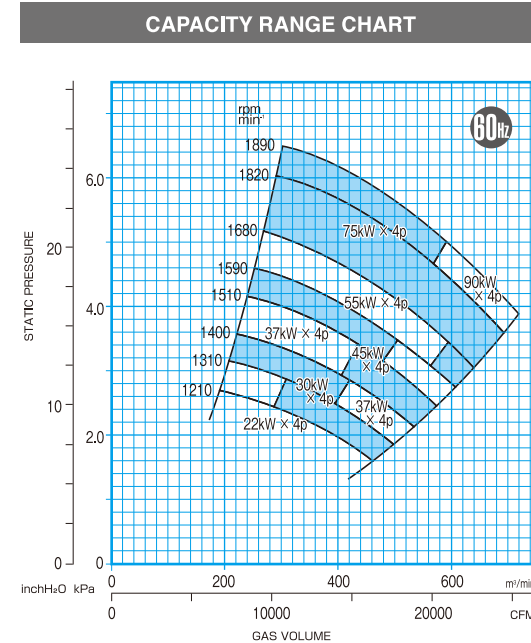 CAPACITY RANGE CHART
rpm
min⁻¹
60Hz
1890
1820
1680
1590
1510
1400
1310
1210
75kW × 4p
90kW
× 4p
55kW × 4p
37kW × 4p
45kW
× 4p
30kW
× 4p
37kW
× 4p
22kW × 4p
STATIC PRESSURE
20
10
0
6.0
4.0
2.0
0
inchH₂O kPa
0 200 400 600 m³/min
0 10000 20000 CFM
GAS VOLUME